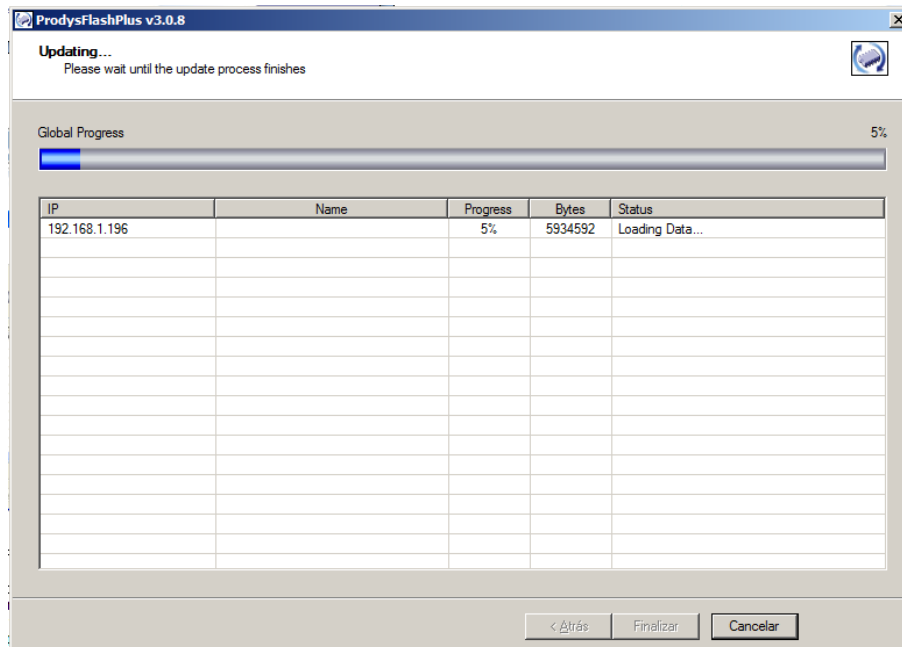 ProdysFlashPlus v3.0.8
Updating...
Please wait until the update process finishes
Global Progress 5%
IP Name Progress Bytes Status
192.168.1.196 5% 5934592 Loading Data...
< Atrás Finalizar Cancelar